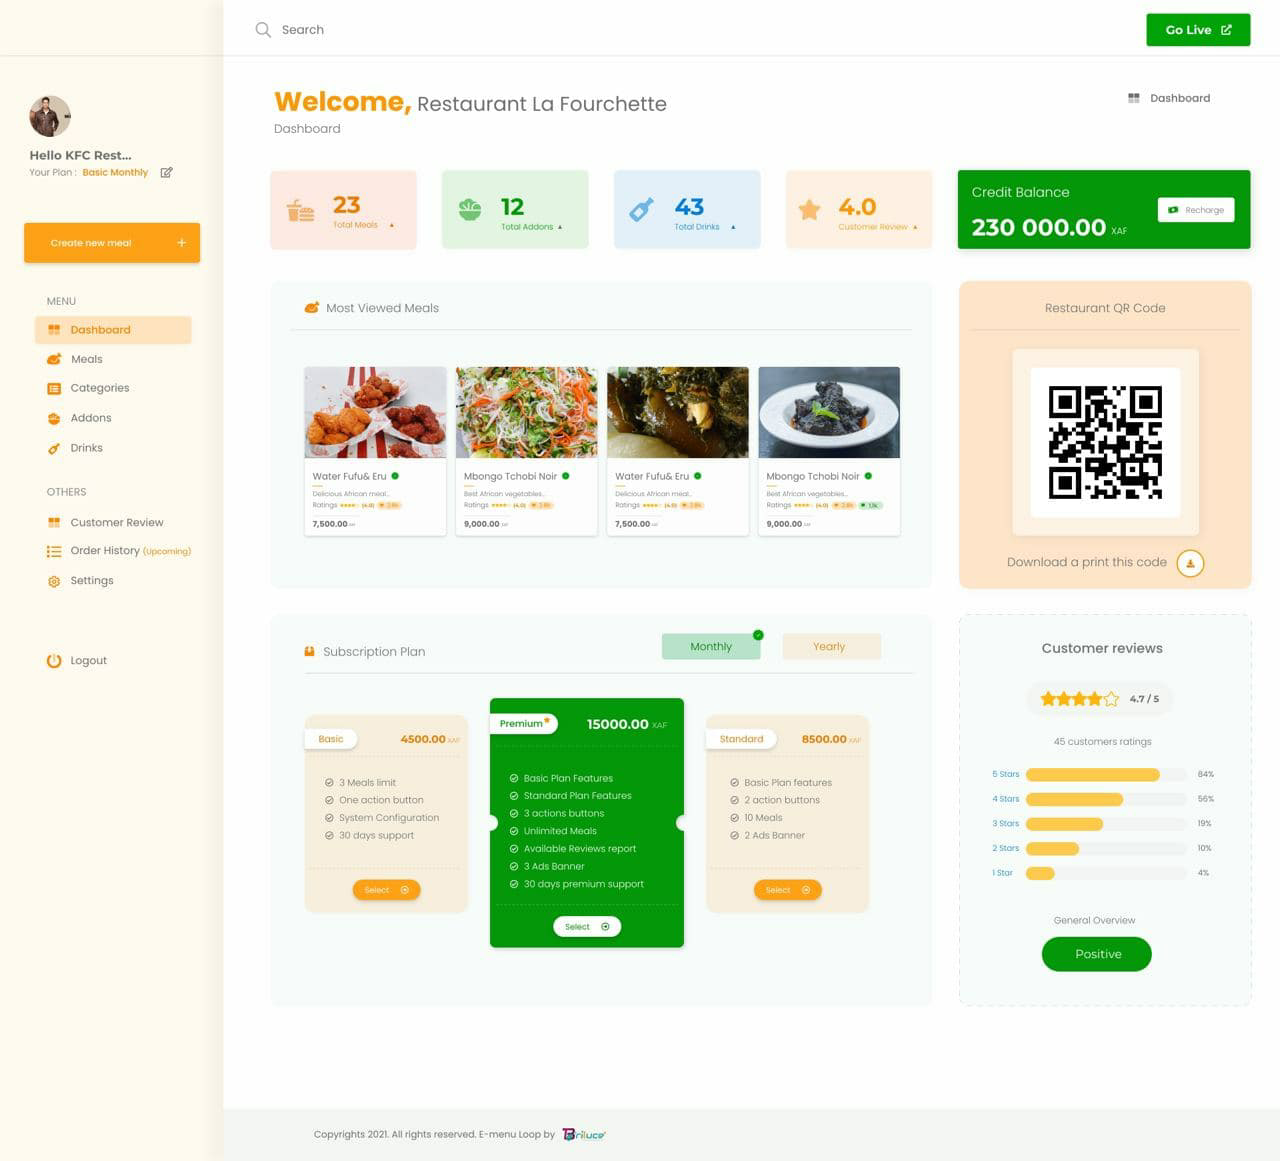 Search
Go Live
Welcome, Restaurant La Fourchette
Dashboard
Dashboard
Hello KFC Rest...
Your Plan : Basic Monthly
Create new meal +
MENU
Dashboard
Meals
Categories
Addons
Drinks
OTHERS
Customer Review
Order History (Upcoming)
Settings
Logout
23
Total Meals
12
Total Addons
43
Total Drinks
4.0
Customer Review
Credit Balance
230 000.00 XAF
Recharge
Most Viewed Meals
Water Fufu& Eru
Delicious African meal...
Ratings (4.0) 2.8k
7,500.00 XAF
Mbongo Tchobi Noir
Best African vegetables...
Ratings (4.0) 2.8k
9,000.00 XAF
Water Fufu& Eru
Delicious African meal...
Ratings (4.0) 2.8k
7,500.00 XAF
Mbongo Tchobi Noir
Best African vegetables...
Ratings (4.0) 2.8k 1.5k
9,000.00 XAF
Restaurant QR Code
Download a print this code
Subscription Plan
Monthly
Yearly
Basic
4500.00 XAF
3 Meals limit
One action button
System Configuration
30 days support
Select
Premium
15000.00 XAF
Basic Plan Features
Standard Plan Features
3 actions buttons
Unlimited Meals
Available Reviews report
3 Ads Banner
30 days premium support
Select
Standard
8500.00 XAF
Basic Plan features
2 action buttons
10 Meals
2 Ads Banner
Select
Customer reviews
4.7 / 5
45 customers ratings
5 Stars 84%
4 Stars 56%
3 Stars 19%
2 Stars 10%
1 Star 4%
General Overview
Positive
Copyrights 2021. All rights reserved. E-menu Loop by Briluce